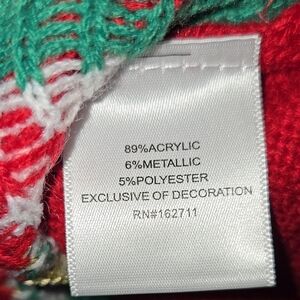 89%ACRYLIC
6%METALLIC
5%POLYESTER
EXCLUSIVE OF DECORATION
RN#162711